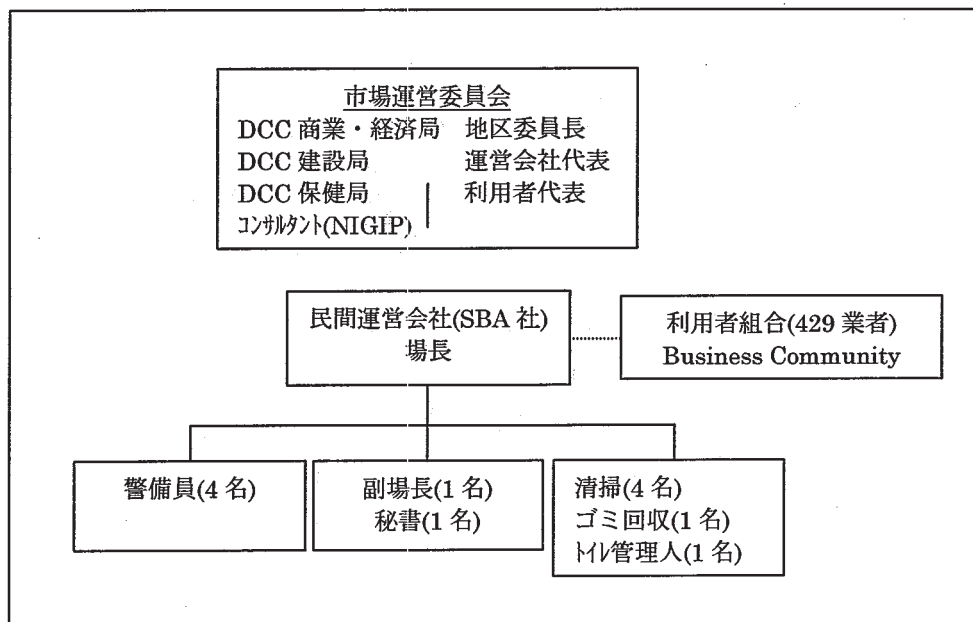 市場運営委員会
DCC 商業・経済局 地区委員長
DCC 建設局 運営会社代表
DCC 保健局 利用者代表
ｺﾝｻﾙﾀﾝﾄ(NIGIP)
民間運営会社(SBA 社)
場長
利用者組合(429 業者)
Business Community
警備員(4 名)
副場長(1 名)
秘書(1 名)
清掃(4 名)
ゴミ回収(1 名)
ﾄｲﾚ管理人(1 名)